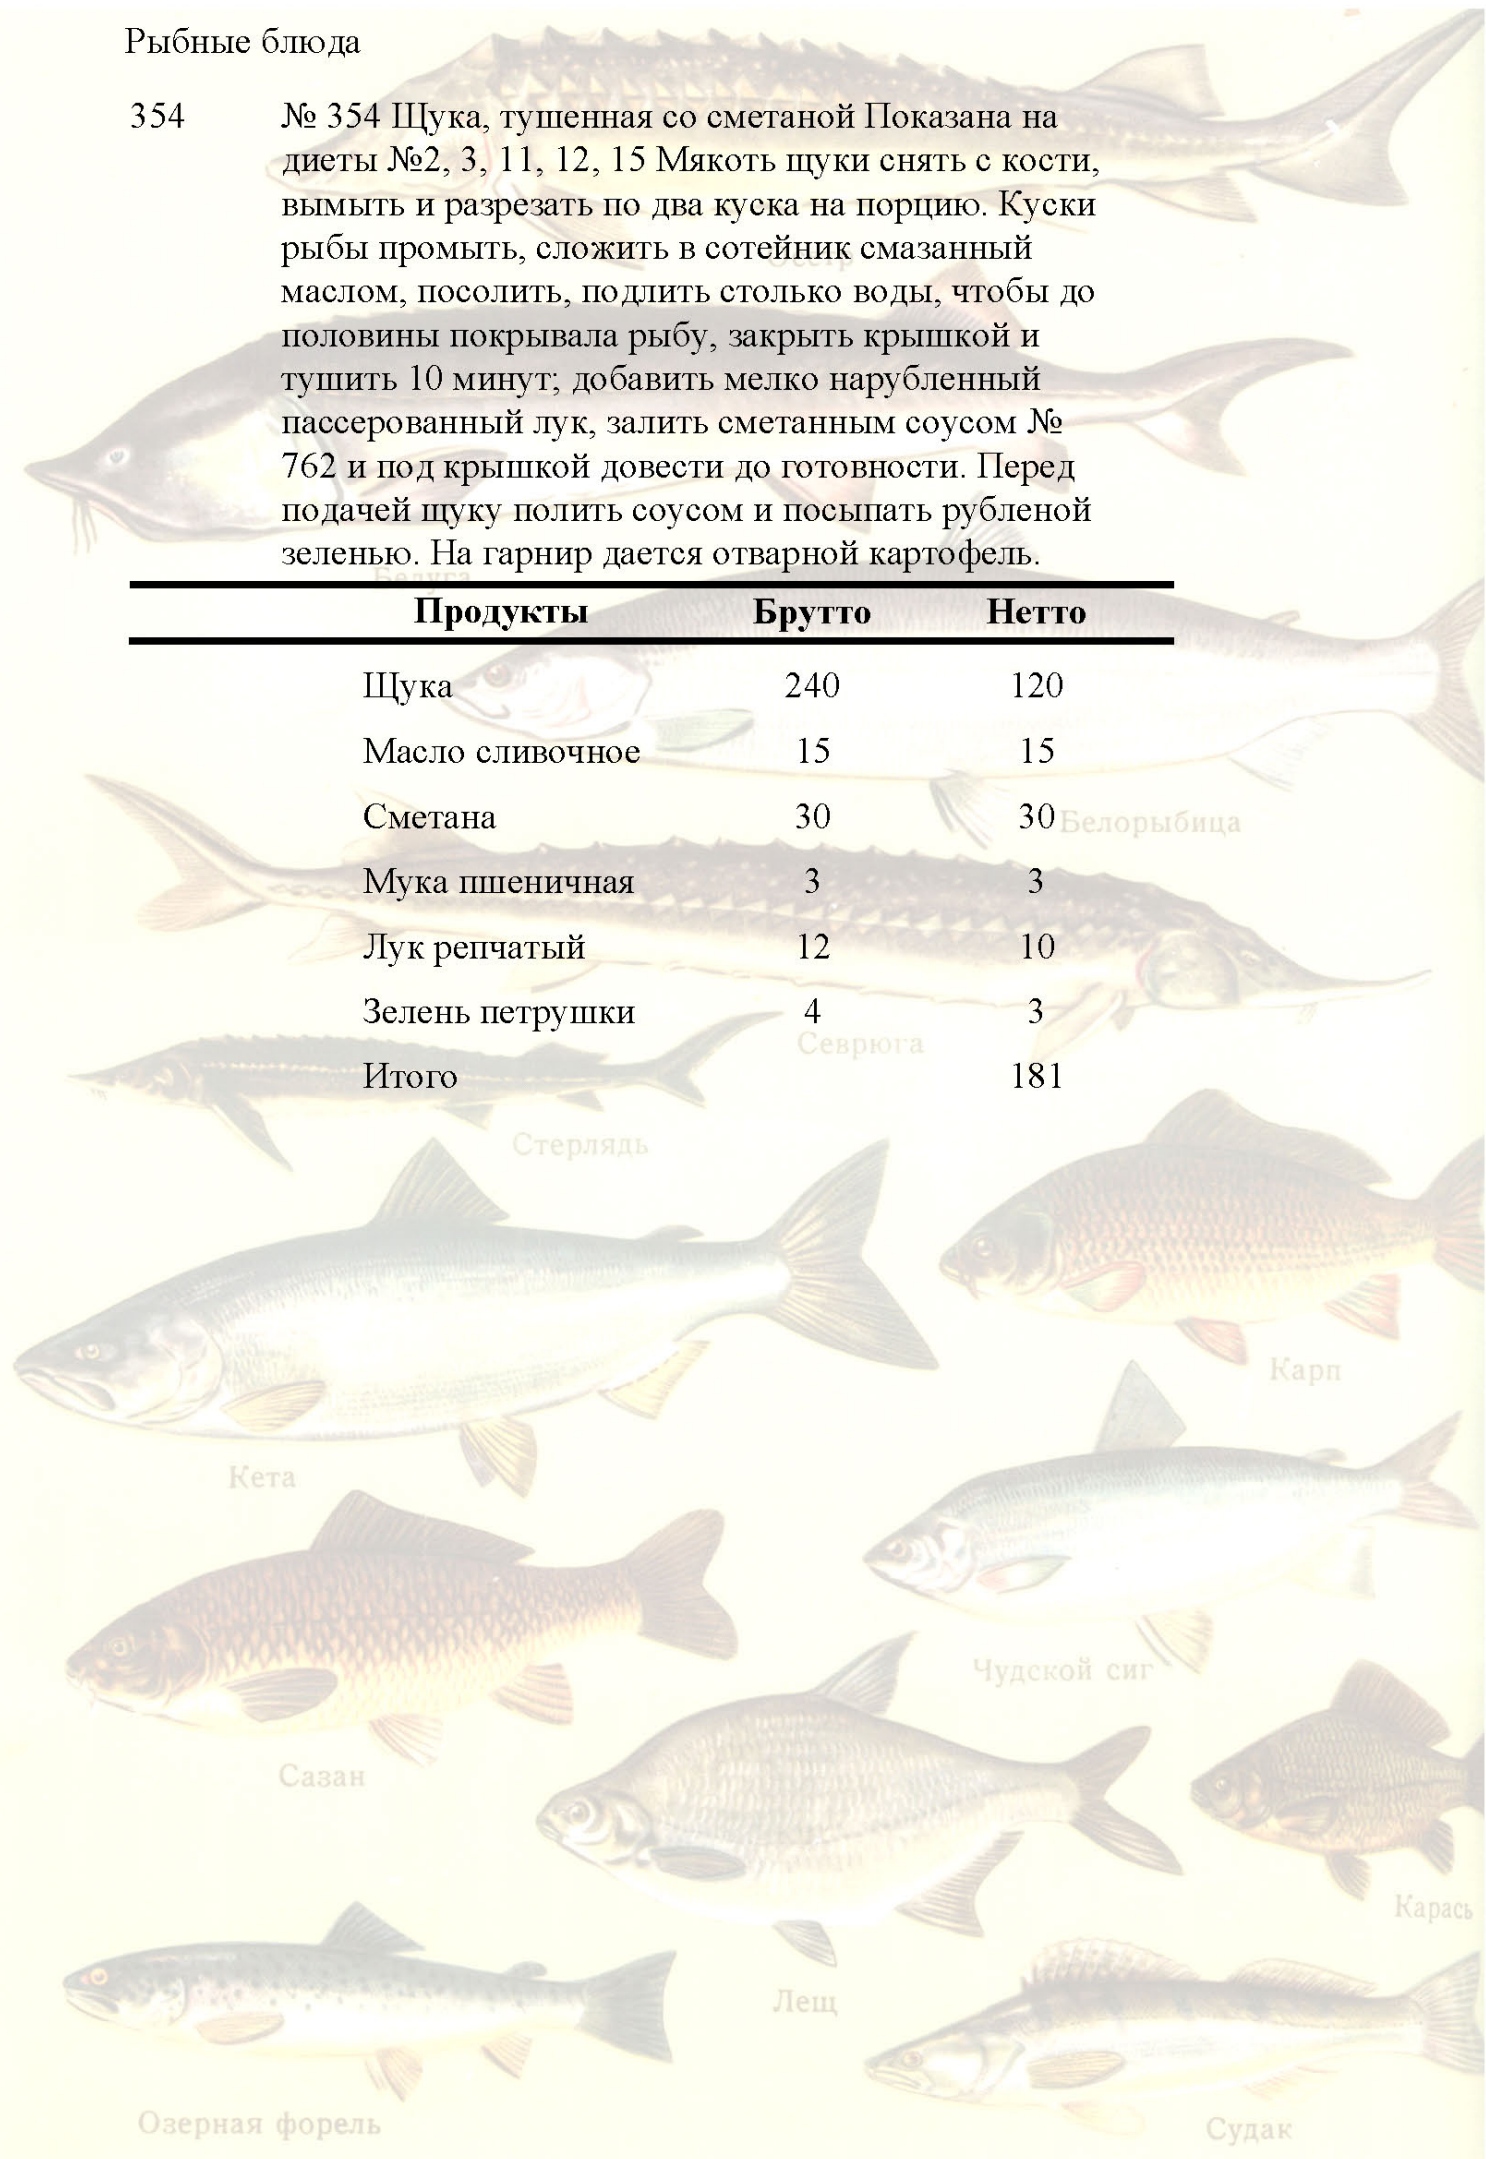 Рыбные блюда
354 № 354 Щука, тушенная со сметаной Показана на
диеты №2, 3, 11, 12, 15 Мякоть щуки снять с кости,
вымыть и разрезать по два куска на порцию. Куски
рыбы промыть, сложить в сотейник смазанный
маслом, посолить, подлить столько воды, чтобы до
половины покрывала рыбу, закрыть крышкой и
тушить 10 минут; добавить мелко нарубленный
пассерованный лук, залить сметанным соусом №
762 и под крышкой довести до готовности. Перед
подачей щуку полить соусом и посыпать рубленой
зеленью. На гарнир дается отварной картофель.
Белуга
Продукты Брутто Нетто
Щука 240 120
Масло сливочное 15 15
Сметана 30 30
Белорыбица
Мука пшеничная 3 3
Лук репчатый 12 10
Зелень петрушки 4 3
Севрюга
Итого 181
Стерлядь
Карп
Кета
Чудской сиг
Сазан
Карась
Лещ
Озерная форель
Судак